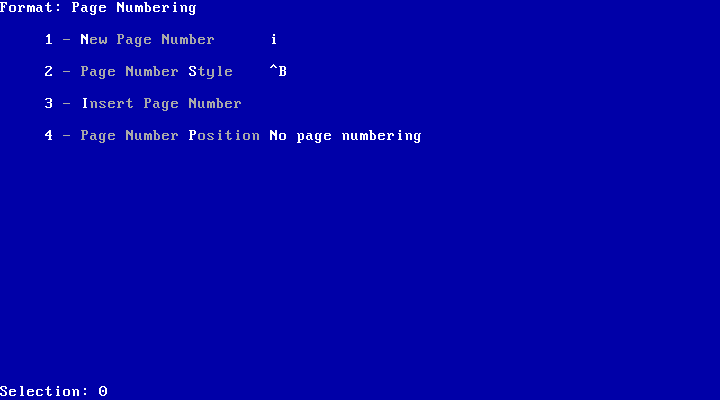 Format: Page Numbering
1 - New Page Number i
2 - Page Number Style ^B
3 - Insert Page Number
4 - Page Number Position No page numbering
Selection: 0